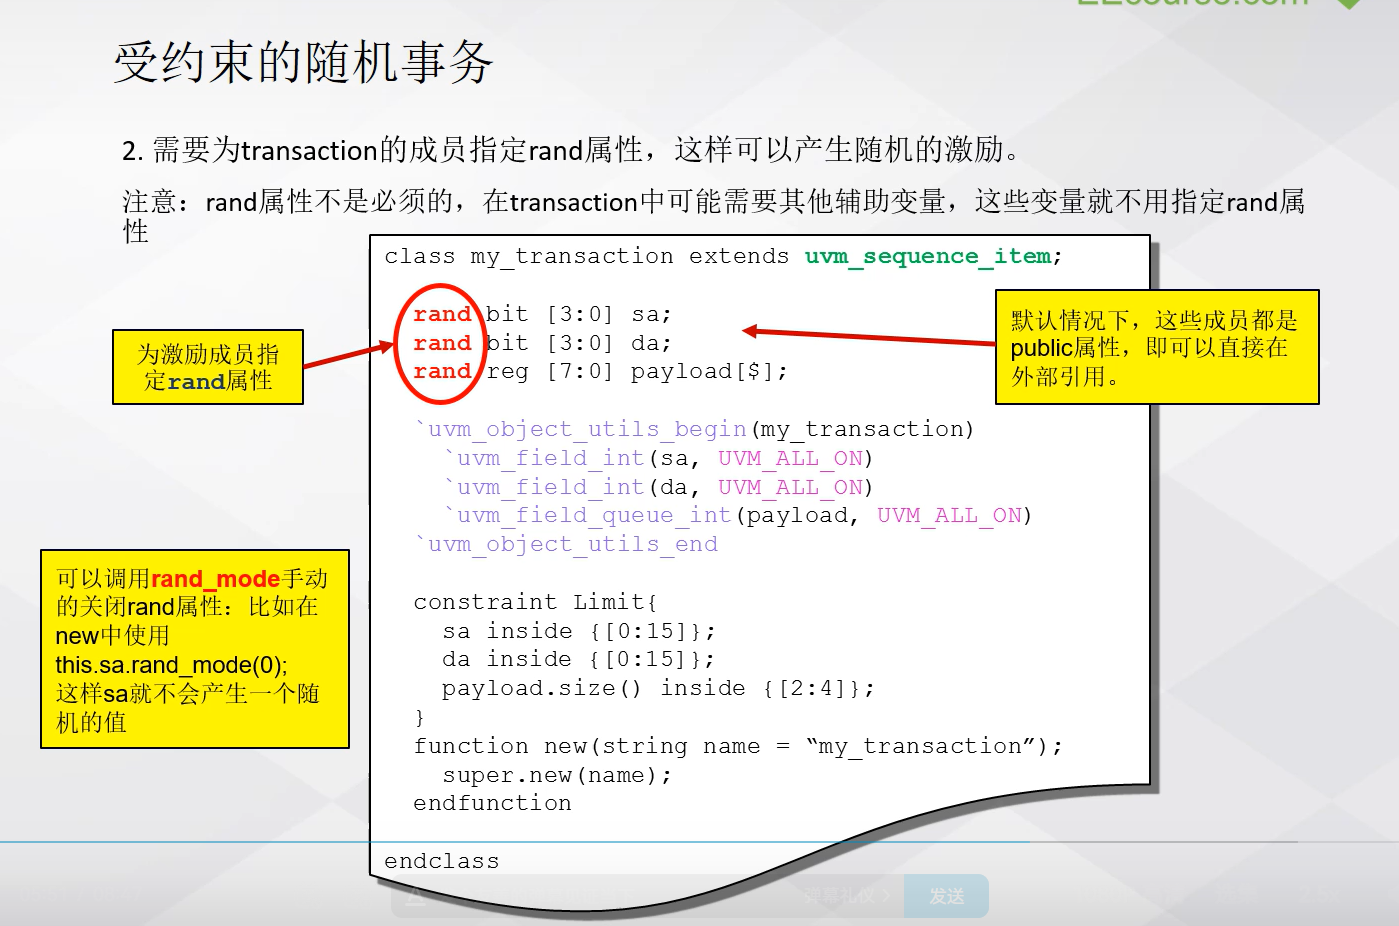 受约束的随机事务
2. 需要为transaction的成员指定rand属性，这样可以产生随机的激励。
注意：rand属性不是必须的，在transaction中可能需要其他辅助变量，这些变量就不用指定rand属
性
class my_transaction extends uvm_sequence_item;
rand bit [3:0] sa;
rand bit [3:0] da;
rand reg [7:0] payload[$];
为激励成员指
定rand属性
默认情况下，这些成员都是
public属性，即可以直接在
外部引用。
`uvm_object_utils_begin(my_transaction)
`uvm_field_int(sa, UVM_ALL_ON)
`uvm_field_int(da, UVM_ALL_ON)
`uvm_field_queue_int(payload, UVM_ALL_ON)
`uvm_object_utils_end
可以调用rand_mode手动
的关闭rand属性：比如在
new中使用
this.sa.rand_mode(0);
这样sa就不会产生一个随
机的值
constraint Limit{
sa inside {[0:15]};
da inside {[0:15]};
payload.size() inside {[2:4]};
}
function new(string name = “my_transaction”);
super.new(name);
endfunction
endclass
弹幕礼仪 >
发送